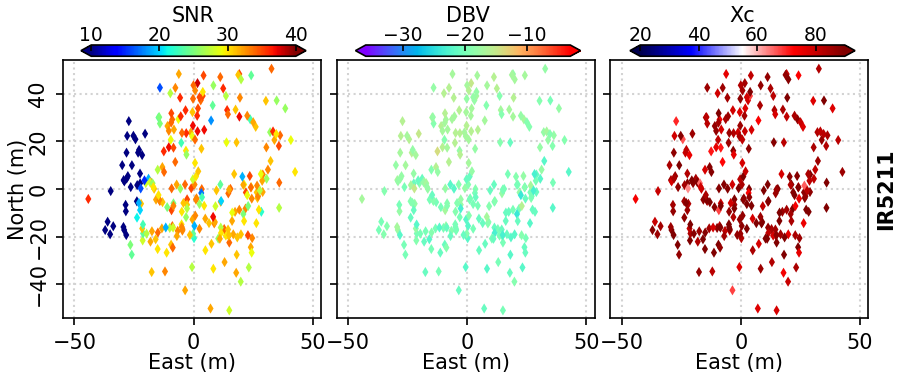 SNR DBV Xc
10 20 30 40 −30 −20 −10 20 40 60 80
North (m)
40
20
0
−20
−40
−50 0 50 −50 0 50 −50 0 50
East (m) East (m) East (m)
IR5211